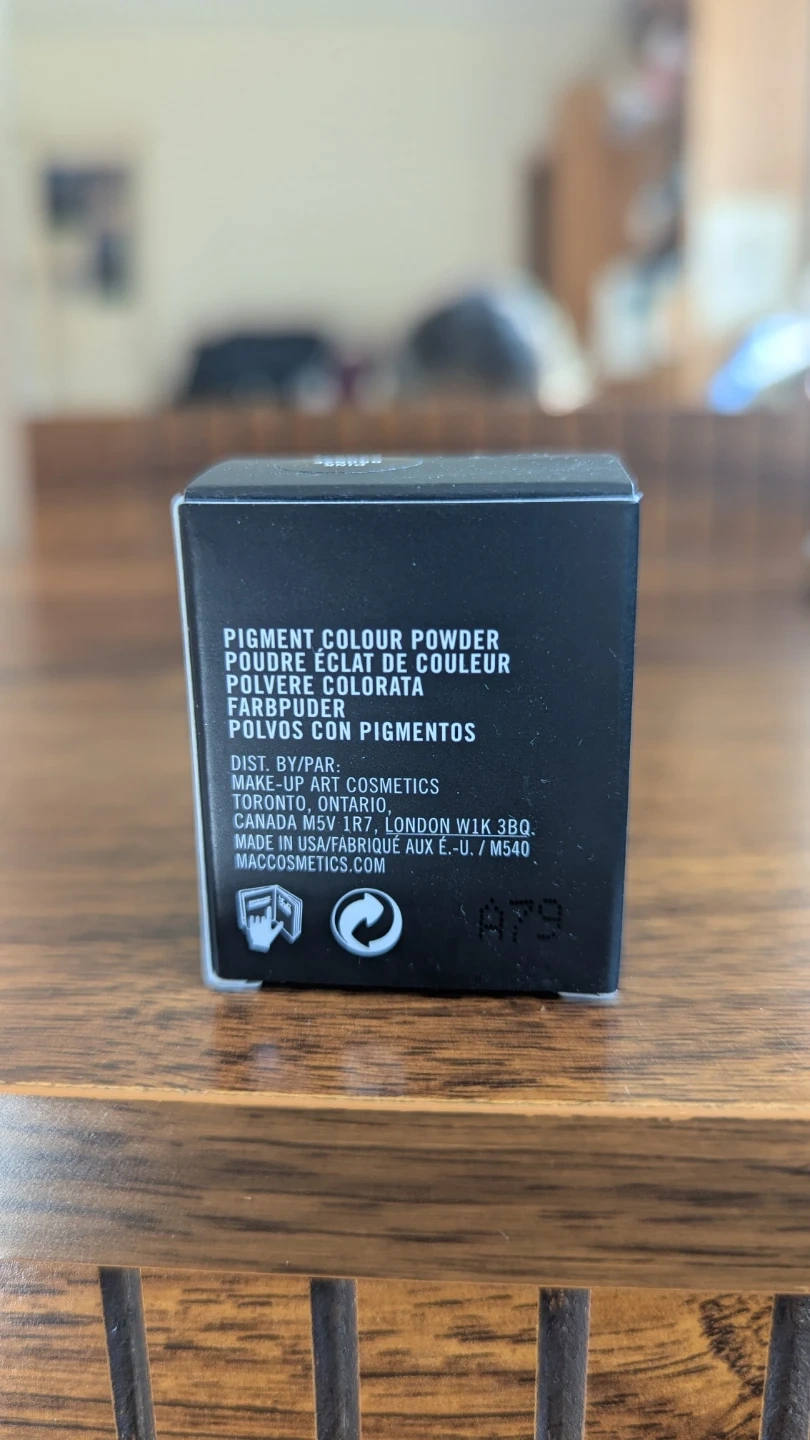 PIGMENT COLOUR POWDER
POUDRE ÉCLAT DE COULEUR
POLVERE COLORATA
FARBPUDER
POLVOS CON PIGMENTOS
DIST. BY/PAR:
MAKE-UP ART COSMETICS
TORONTO, ONTARIO,
CANADA M5V 1R7, LONDON W1K 3BQ.
MADE IN USA/FABRIQUÉ AUX É.-U. / M540
MACCOSMETICS.COM
A79